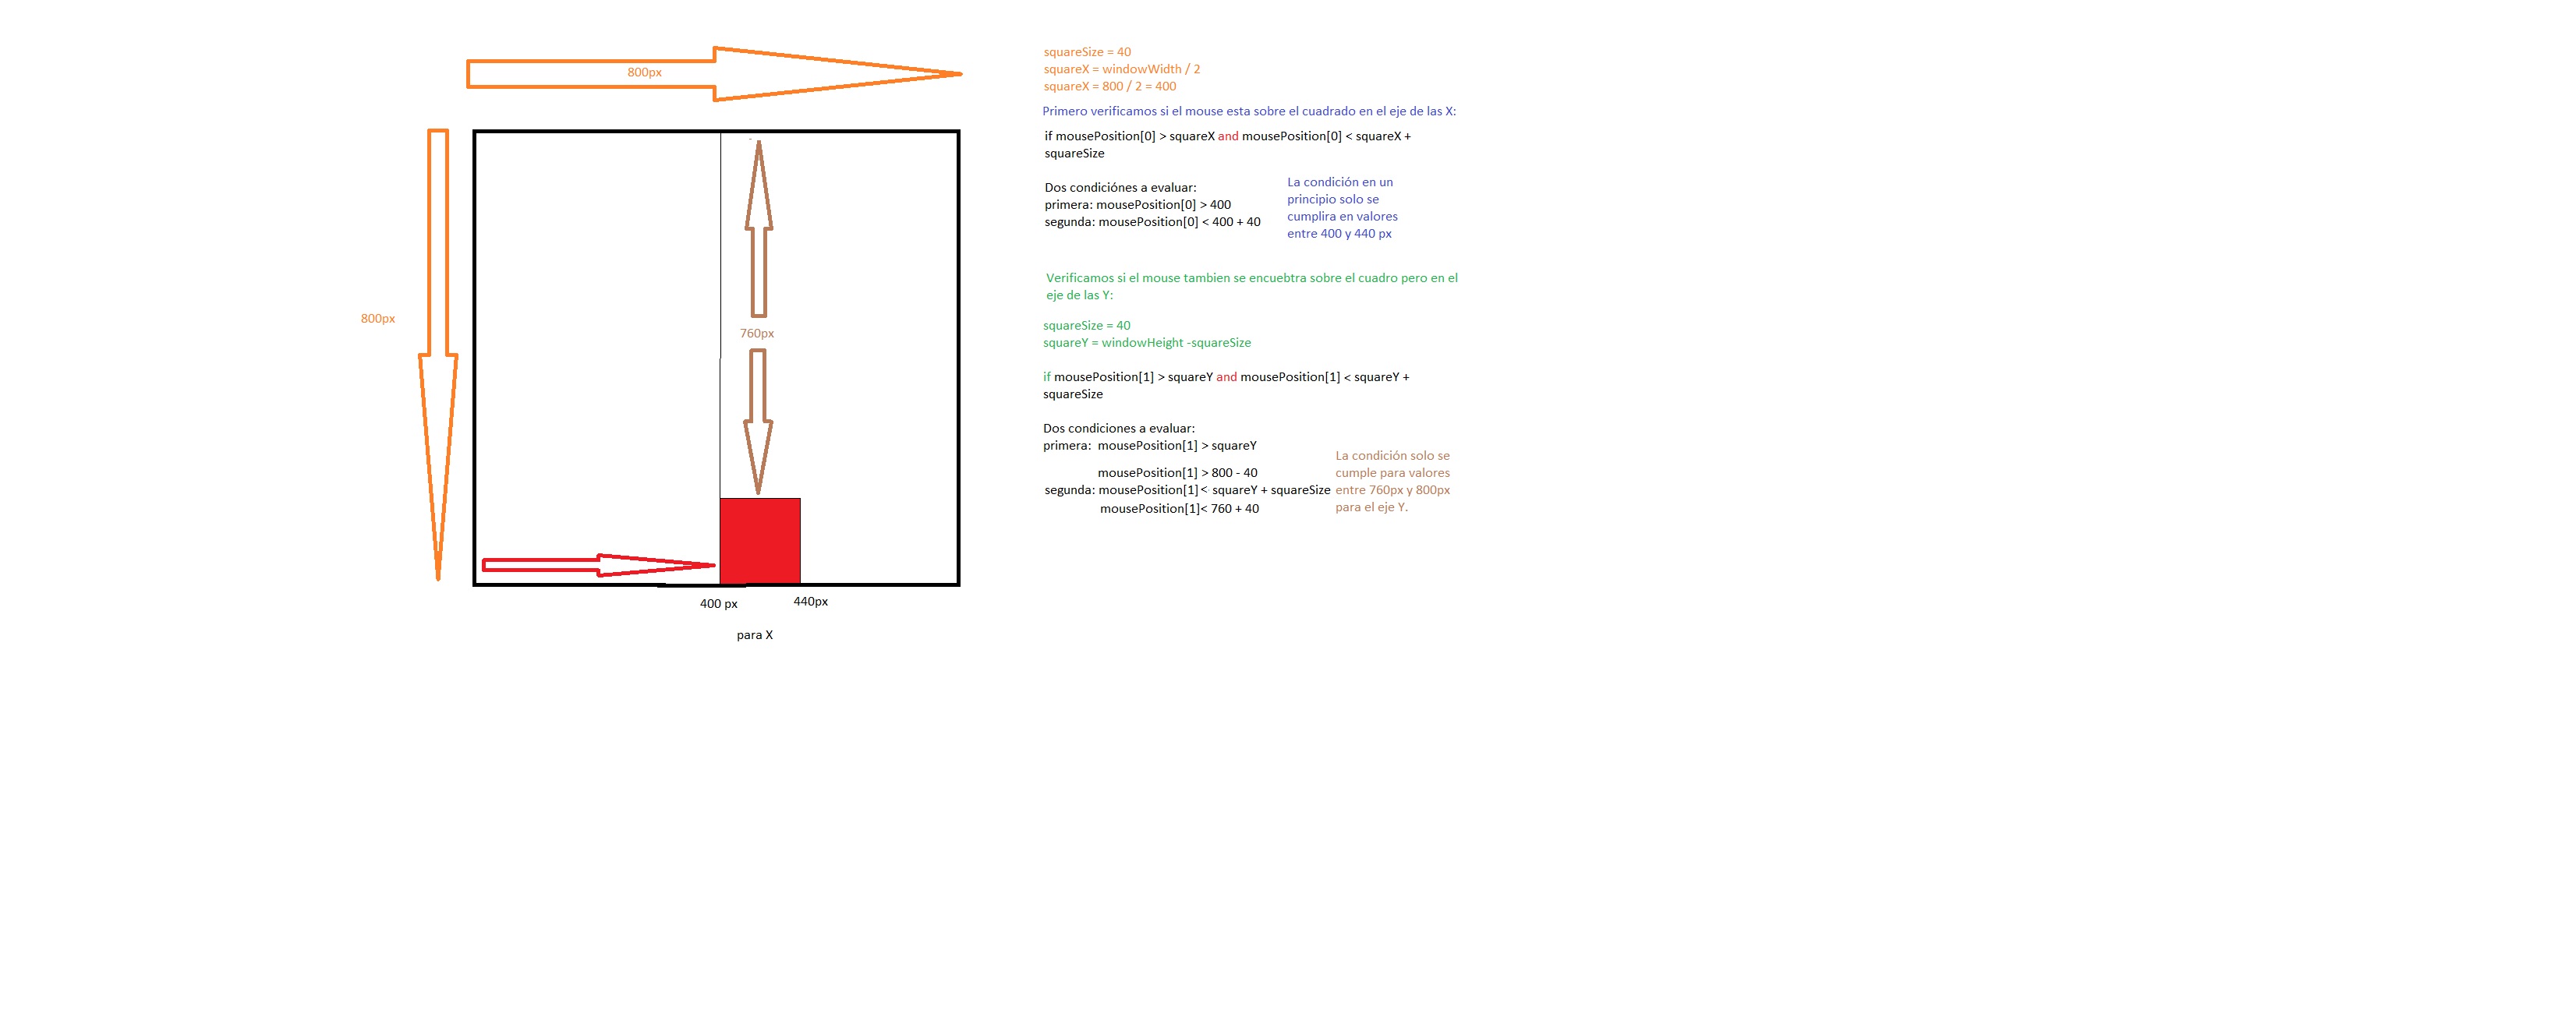 800px
800px
760px
400 px
440px
para X
squareSize = 40
squareX = windowWidth / 2
squareX = 800 / 2 = 400
Primero verificamos si el mouse esta sobre el cuadrado en el eje de las X:
if mousePosition[0] > squareX and mousePosition[0] < squareX +
squareSize
Dos condiciónes a evaluar:
primera: mousePosition[0] > 400
segunda: mousePosition[0] < 400 + 40
La condición en un
principio solo se
cumplira en valores
entre 400 y 440 px
Verificamos si el mouse tambien se encuebtra sobre el cuadro pero en el
eje de las Y:
squareSize = 40
squareY = windowHeight -squareSize
if mousePosition[1] > squareY and mousePosition[1] < squareY +
squareSize
Dos condiciones a evaluar:
primera:  mousePosition[1] > squareY
mousePosition[1] > 800 - 40
segunda: mousePosition[1] < squareY + squareSize
mousePosition[1]< 760 + 40
La condición solo se
cumple para valores
entre 760px y 800px
para el eje Y.